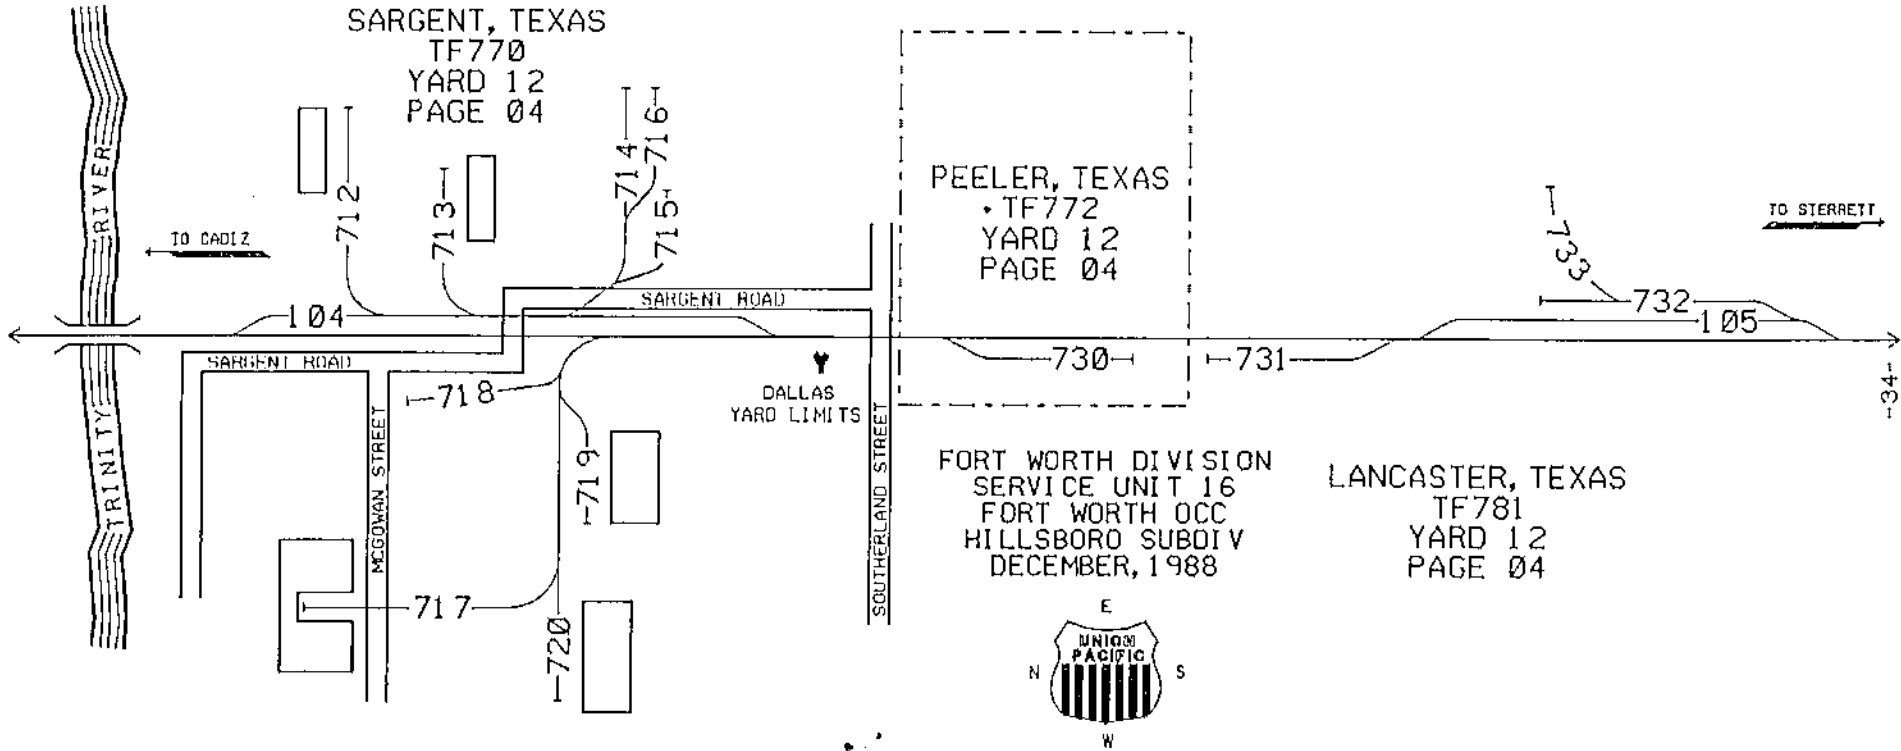 SARGENT, TEXAS
TF770
YARD 12
PAGE 04
RIVER
TRINITY
TO CADIZ
712
713
714
716
715
104
SARGENT ROAD
SARGENT ROAD
718
719
717
720
MCGOWAN STREET
DALLAS
YARD LIMITS
SOUTHERLAND STREET
PEELER, TEXAS
TF772
YARD 12
PAGE 04
730
731
733
732
105
TO STERRETT
-34-
FORT WORTH DIVISION
SERVICE UNIT 16
FORT WORTH OCC
HILLSBORO SUBDIV
DECEMBER, 1988
LANCASTER, TEXAS
TF781
YARD 12
PAGE 04
E
N
UNION
PACIFIC
S
W